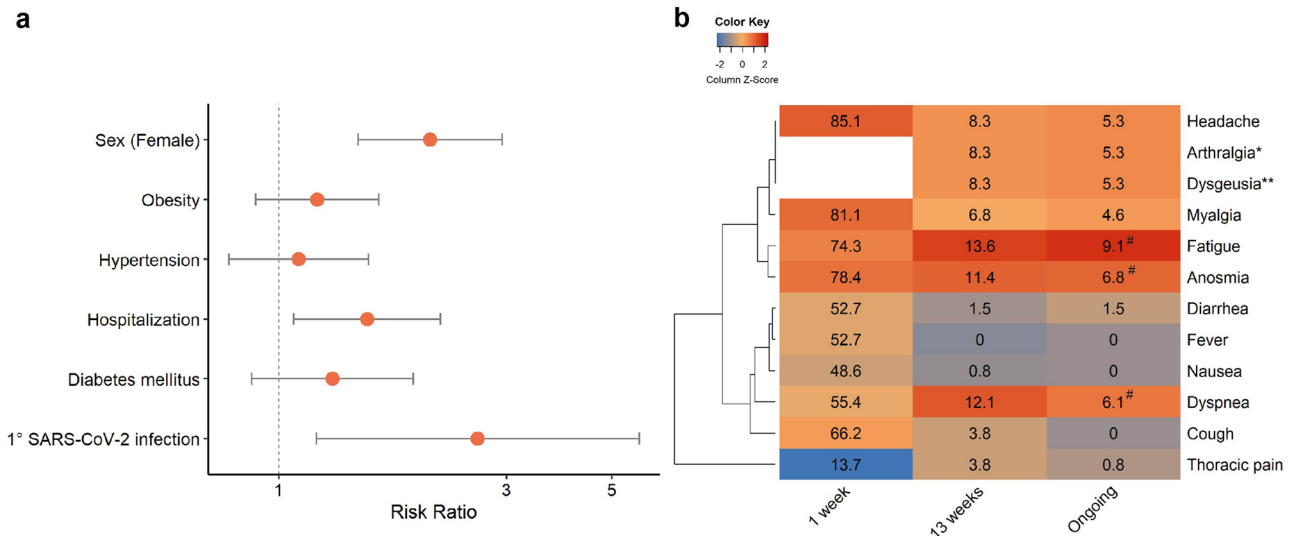 a
Sex (Female)
Obesity
Hypertension
Hospitalization
Diabetes mellitus
1° SARS-CoV-2 infection
1 3 5
Risk Ratio
b
Color Key
-2 0 2
Column Z-Score
85.1 8.3 5.3 Headache
8.3 5.3 Arthralgia*
8.3 5.3 Dysgeusia**
81.1 6.8 4.6 Myalgia
74.3 13.6 9.1# Fatigue
78.4 11.4 6.8# Anosmia
52.7 1.5 1.5 Diarrhea
52.7 0 0 Fever
48.6 0.8 0 Nausea
55.4 12.1 6.1# Dyspnea
66.2 3.8 0 Cough
13.7 3.8 0.8 Thoracic pain
1 week 13 weeks Ongoing